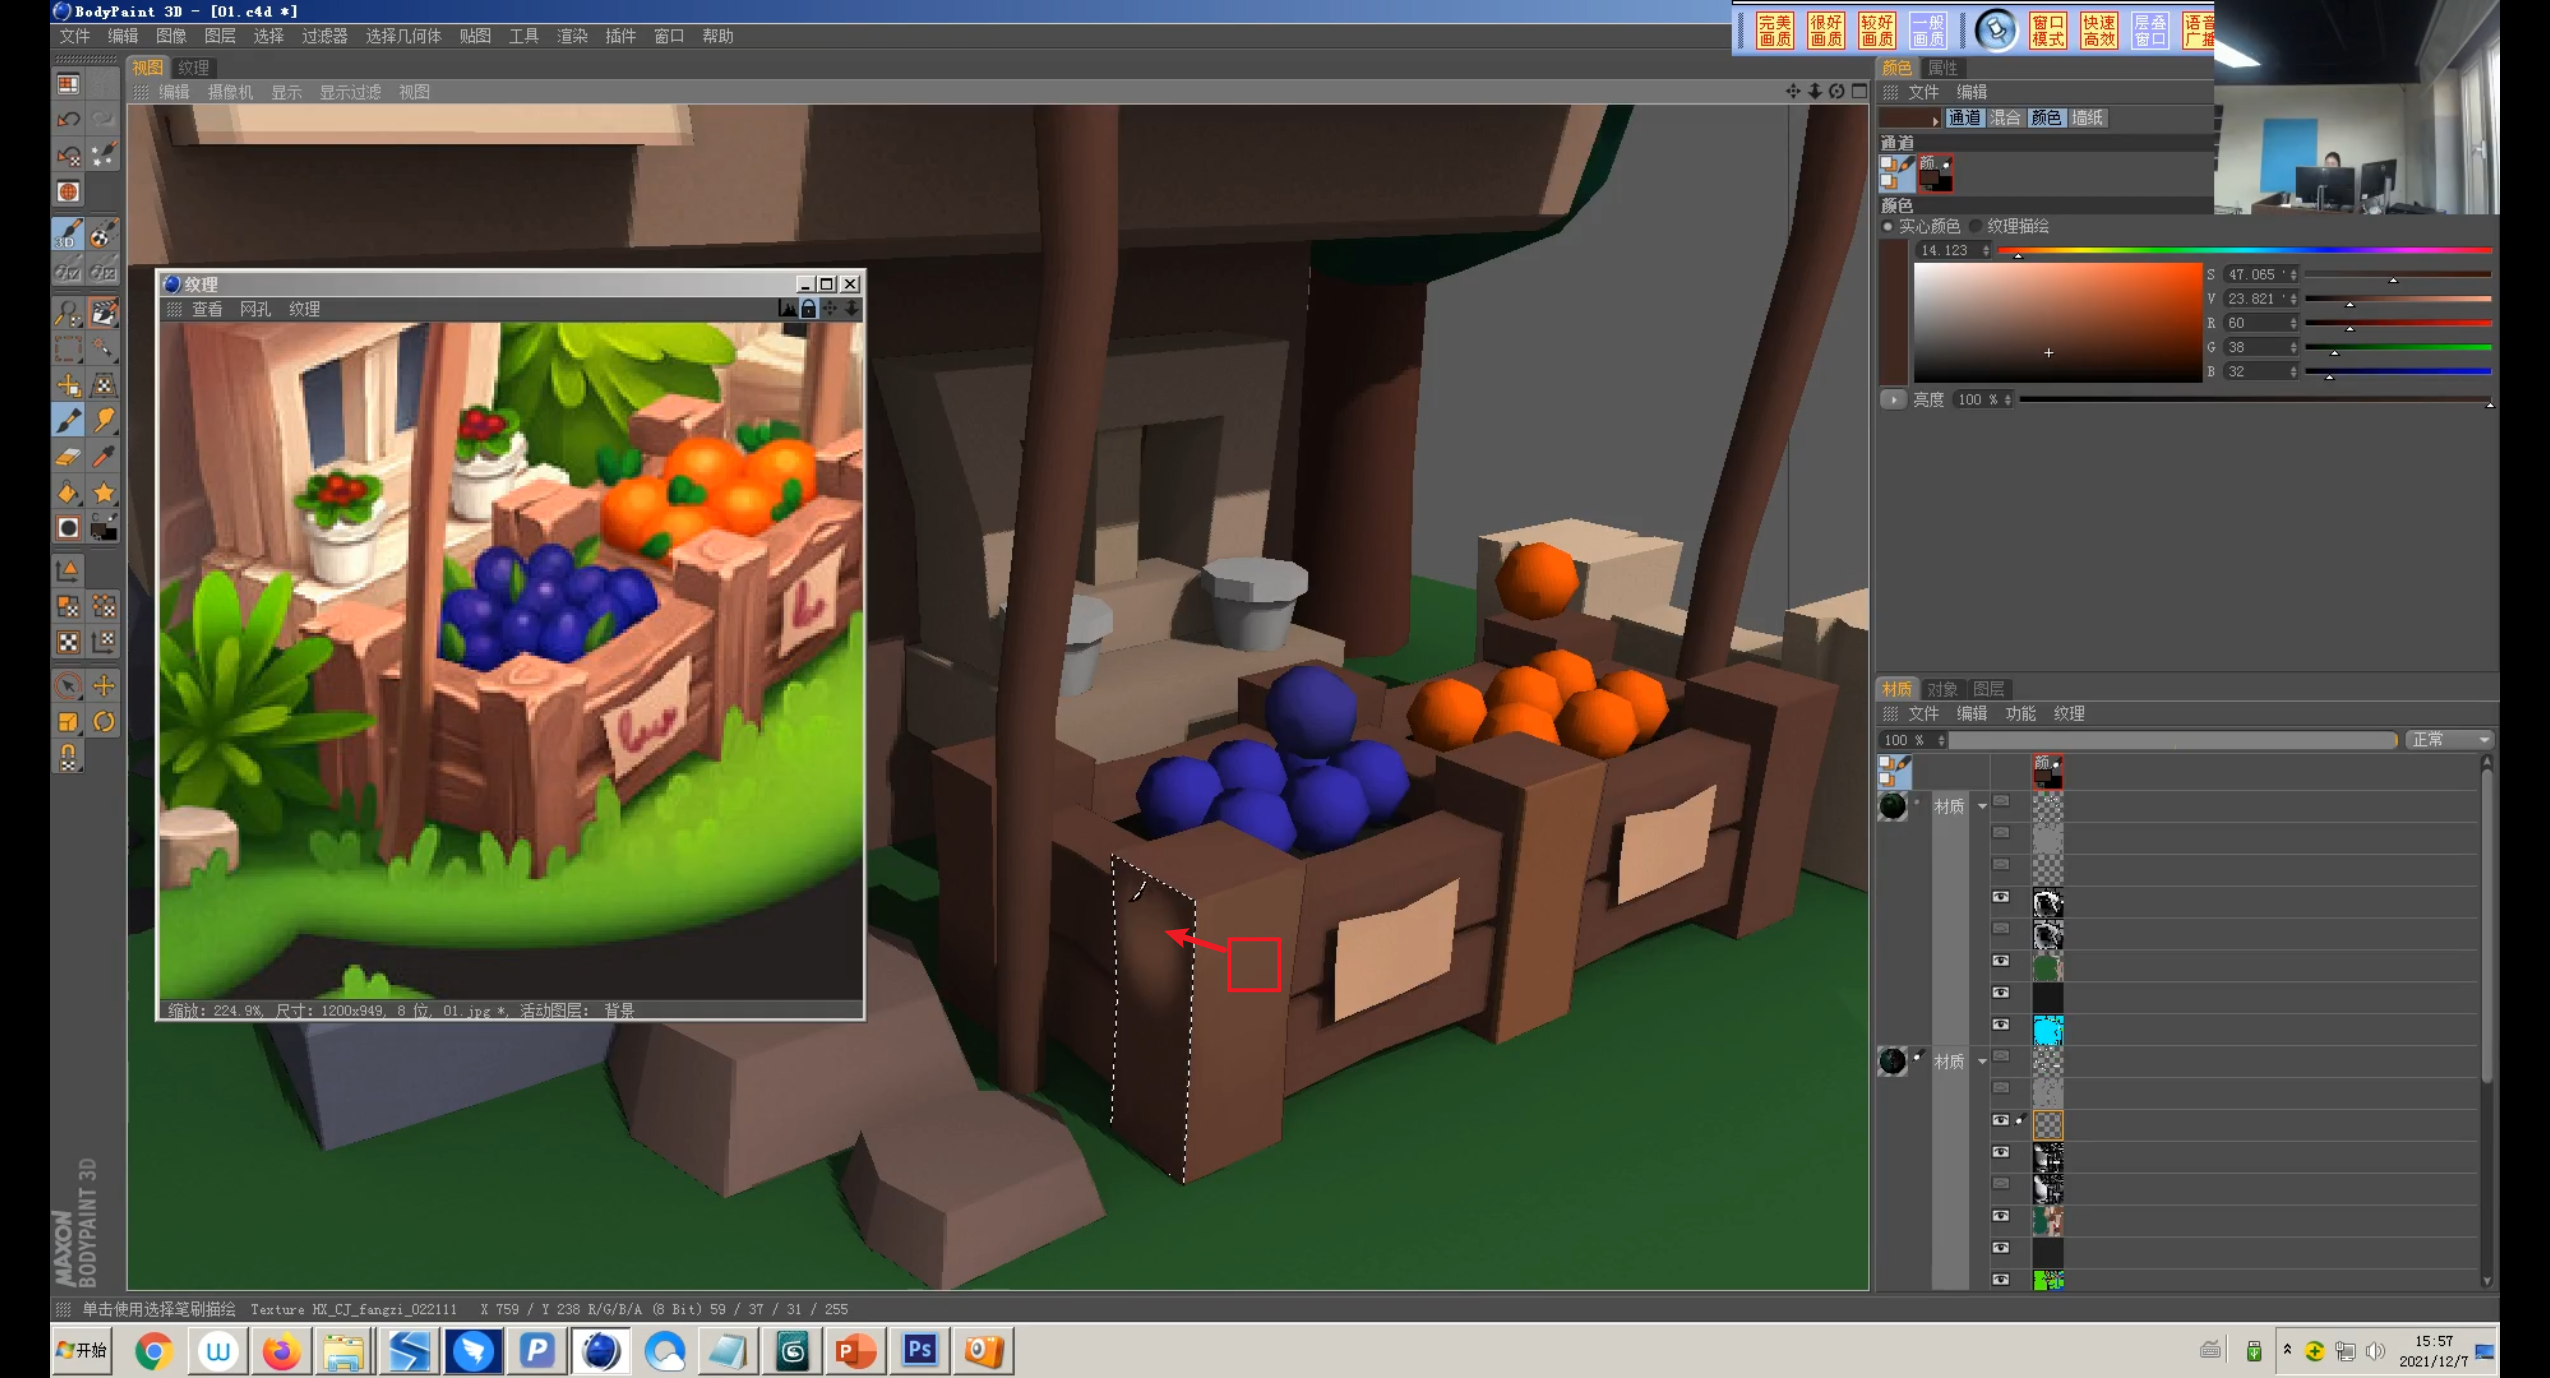 BodyPaint 3D - [01.c4d *]
完美画质 很好画质 较好画质 一般画质 窗口模式 快速高效 层叠窗口 语音广播
文件 编辑 图像 图层 选择 过滤器 选择几何体 贴图 工具 渲染 插件 窗口 帮助
视图 纹理
编辑 摄像机 显示 显示过滤 视图
颜色 属性
文件 编辑
通道 混合 颜色 墙纸
通道
颜.
颜色
实心颜色 纹理描绘
14.123
S 47.065
V 23.821
R 60
G 38
B 32
亮度 100 %
3D
纹理
查看 网孔 纹理
缩放: 224.9%, 尺寸: 1200x949, 8 位, 01.jpg *, 活动图层: 背景
材质 对象 图层
文件 编辑 功能 纹理
100 % 正常
颜.
材质
材质
MAXON
BODYPAINT 3D
单击使用选择笔刷描绘 Texture HX_CJ_fangzi_022111 X 759 / Y 238 R/G/B/A (8 Bit) 59 / 37 / 31 / 255
开始
W
P
P
Ps
15:57
2021/12/7